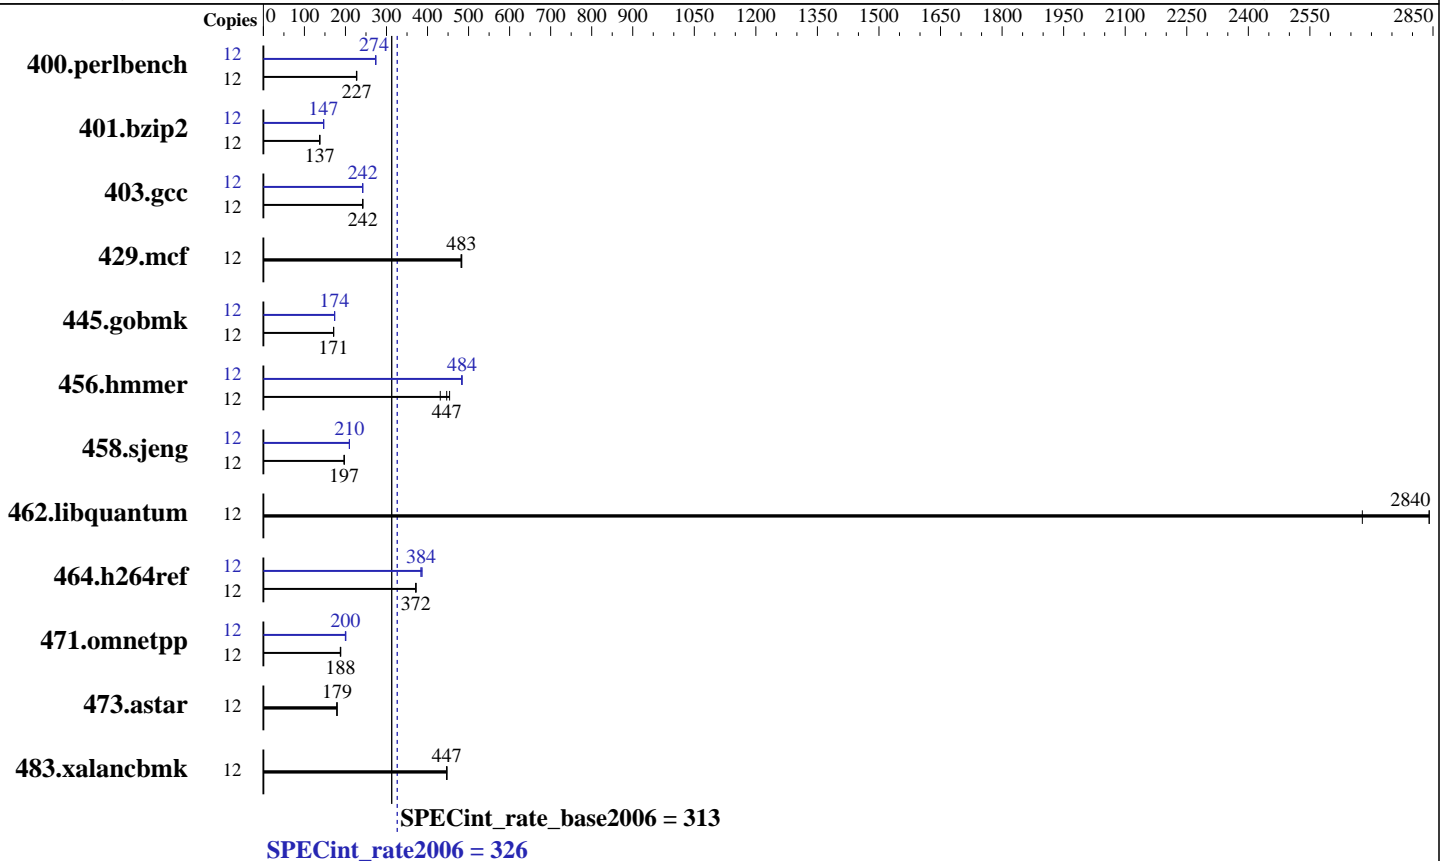 Copies 0 100 200 300 400 500 600 700 800 900 1050 1200 1350 1500 1650 1800 1950 2100 2250 2400 2550 2850
400.perlbench 12 274
12 227
401.bzip2 12 147
12 137
403.gcc 12 242
12 242
429.mcf 12 483
445.gobmk 12 174
12 171
456.hmmer 12 484
12 447
458.sjeng 12 210
12 197
462.libquantum 12 2840
464.h264ref 12 384
12 372
471.omnetpp 12 200
12 188
473.astar 12 179
483.xalancbmk 12 447
SPECint_rate_base2006 = 313
SPECint_rate2006 = 326